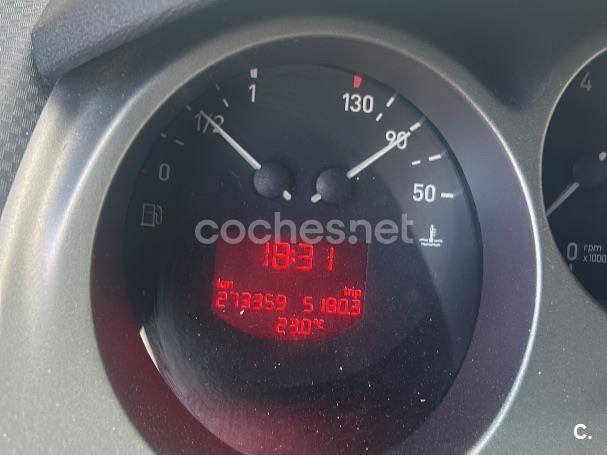 1
130
4
1/2
90
0
50
coches.net
18:31
km trip
273359 5180.3
23.0°C
0 rpm
x1000
C.